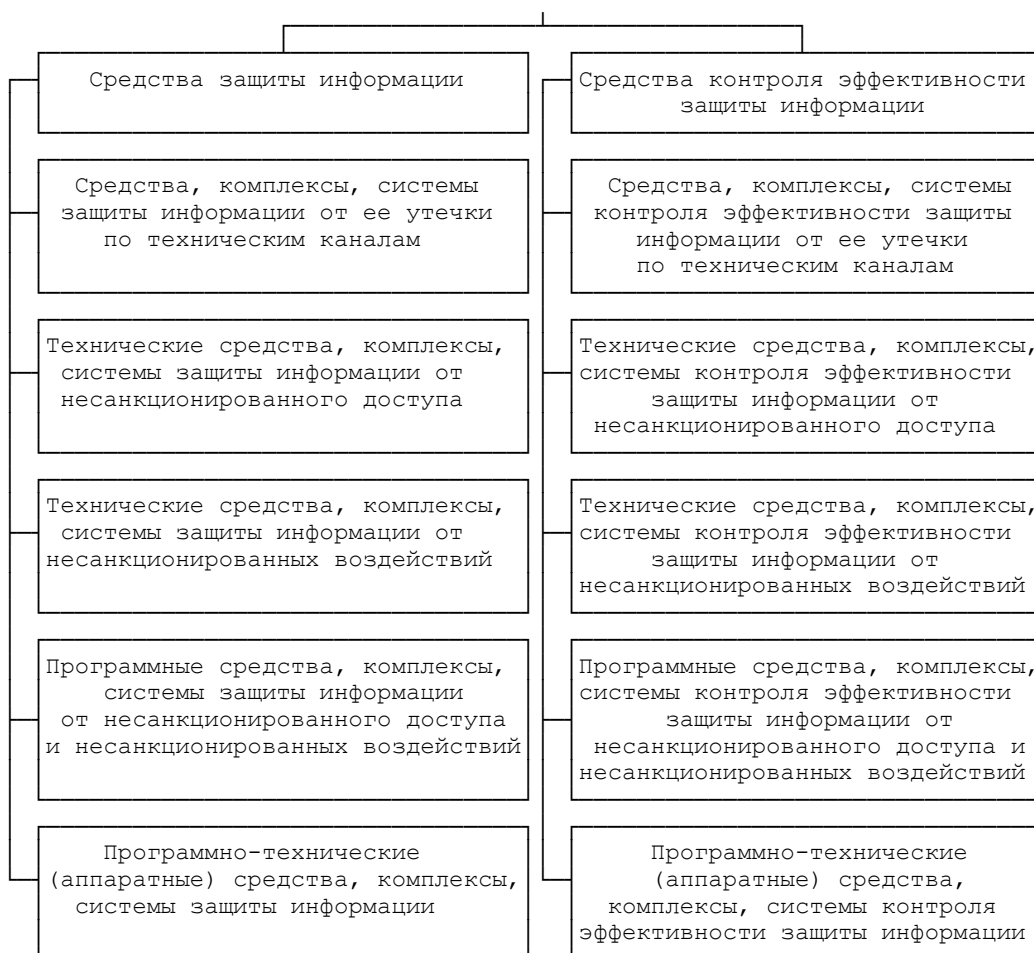 Средства защиты информации
Средства контроля эффективности
защиты информации
Средства, комплексы, системы
защиты информации от ее утечки
по техническим каналам
Средства, комплексы, системы
контроля эффективности защиты
информации от ее утечки
по техническим каналам
Технические средства, комплексы,
системы защиты информации от
несанкционированного доступа
Технические средства, комплексы,
системы контроля эффективности
защиты информации от
несанкционированного доступа
Технические средства, комплексы,
системы защиты информации от
несанкционированных воздействий
Технические средства, комплексы,
системы контроля эффективности
защиты информации от
несанкционированных воздействий
Программные средства, комплексы,
системы защиты информации
от несанкционированного доступа
и несанкционированных воздействий
Программные средства, комплексы,
системы контроля эффективности
защиты информации от
несанкционированного доступа и
несанкционированных воздействий
Программно-технические
(аппаратные) средства, комплексы,
системы защиты информации
Программно-технические
(аппаратные) средства,
комплексы, системы контроля
эффективности защиты информации